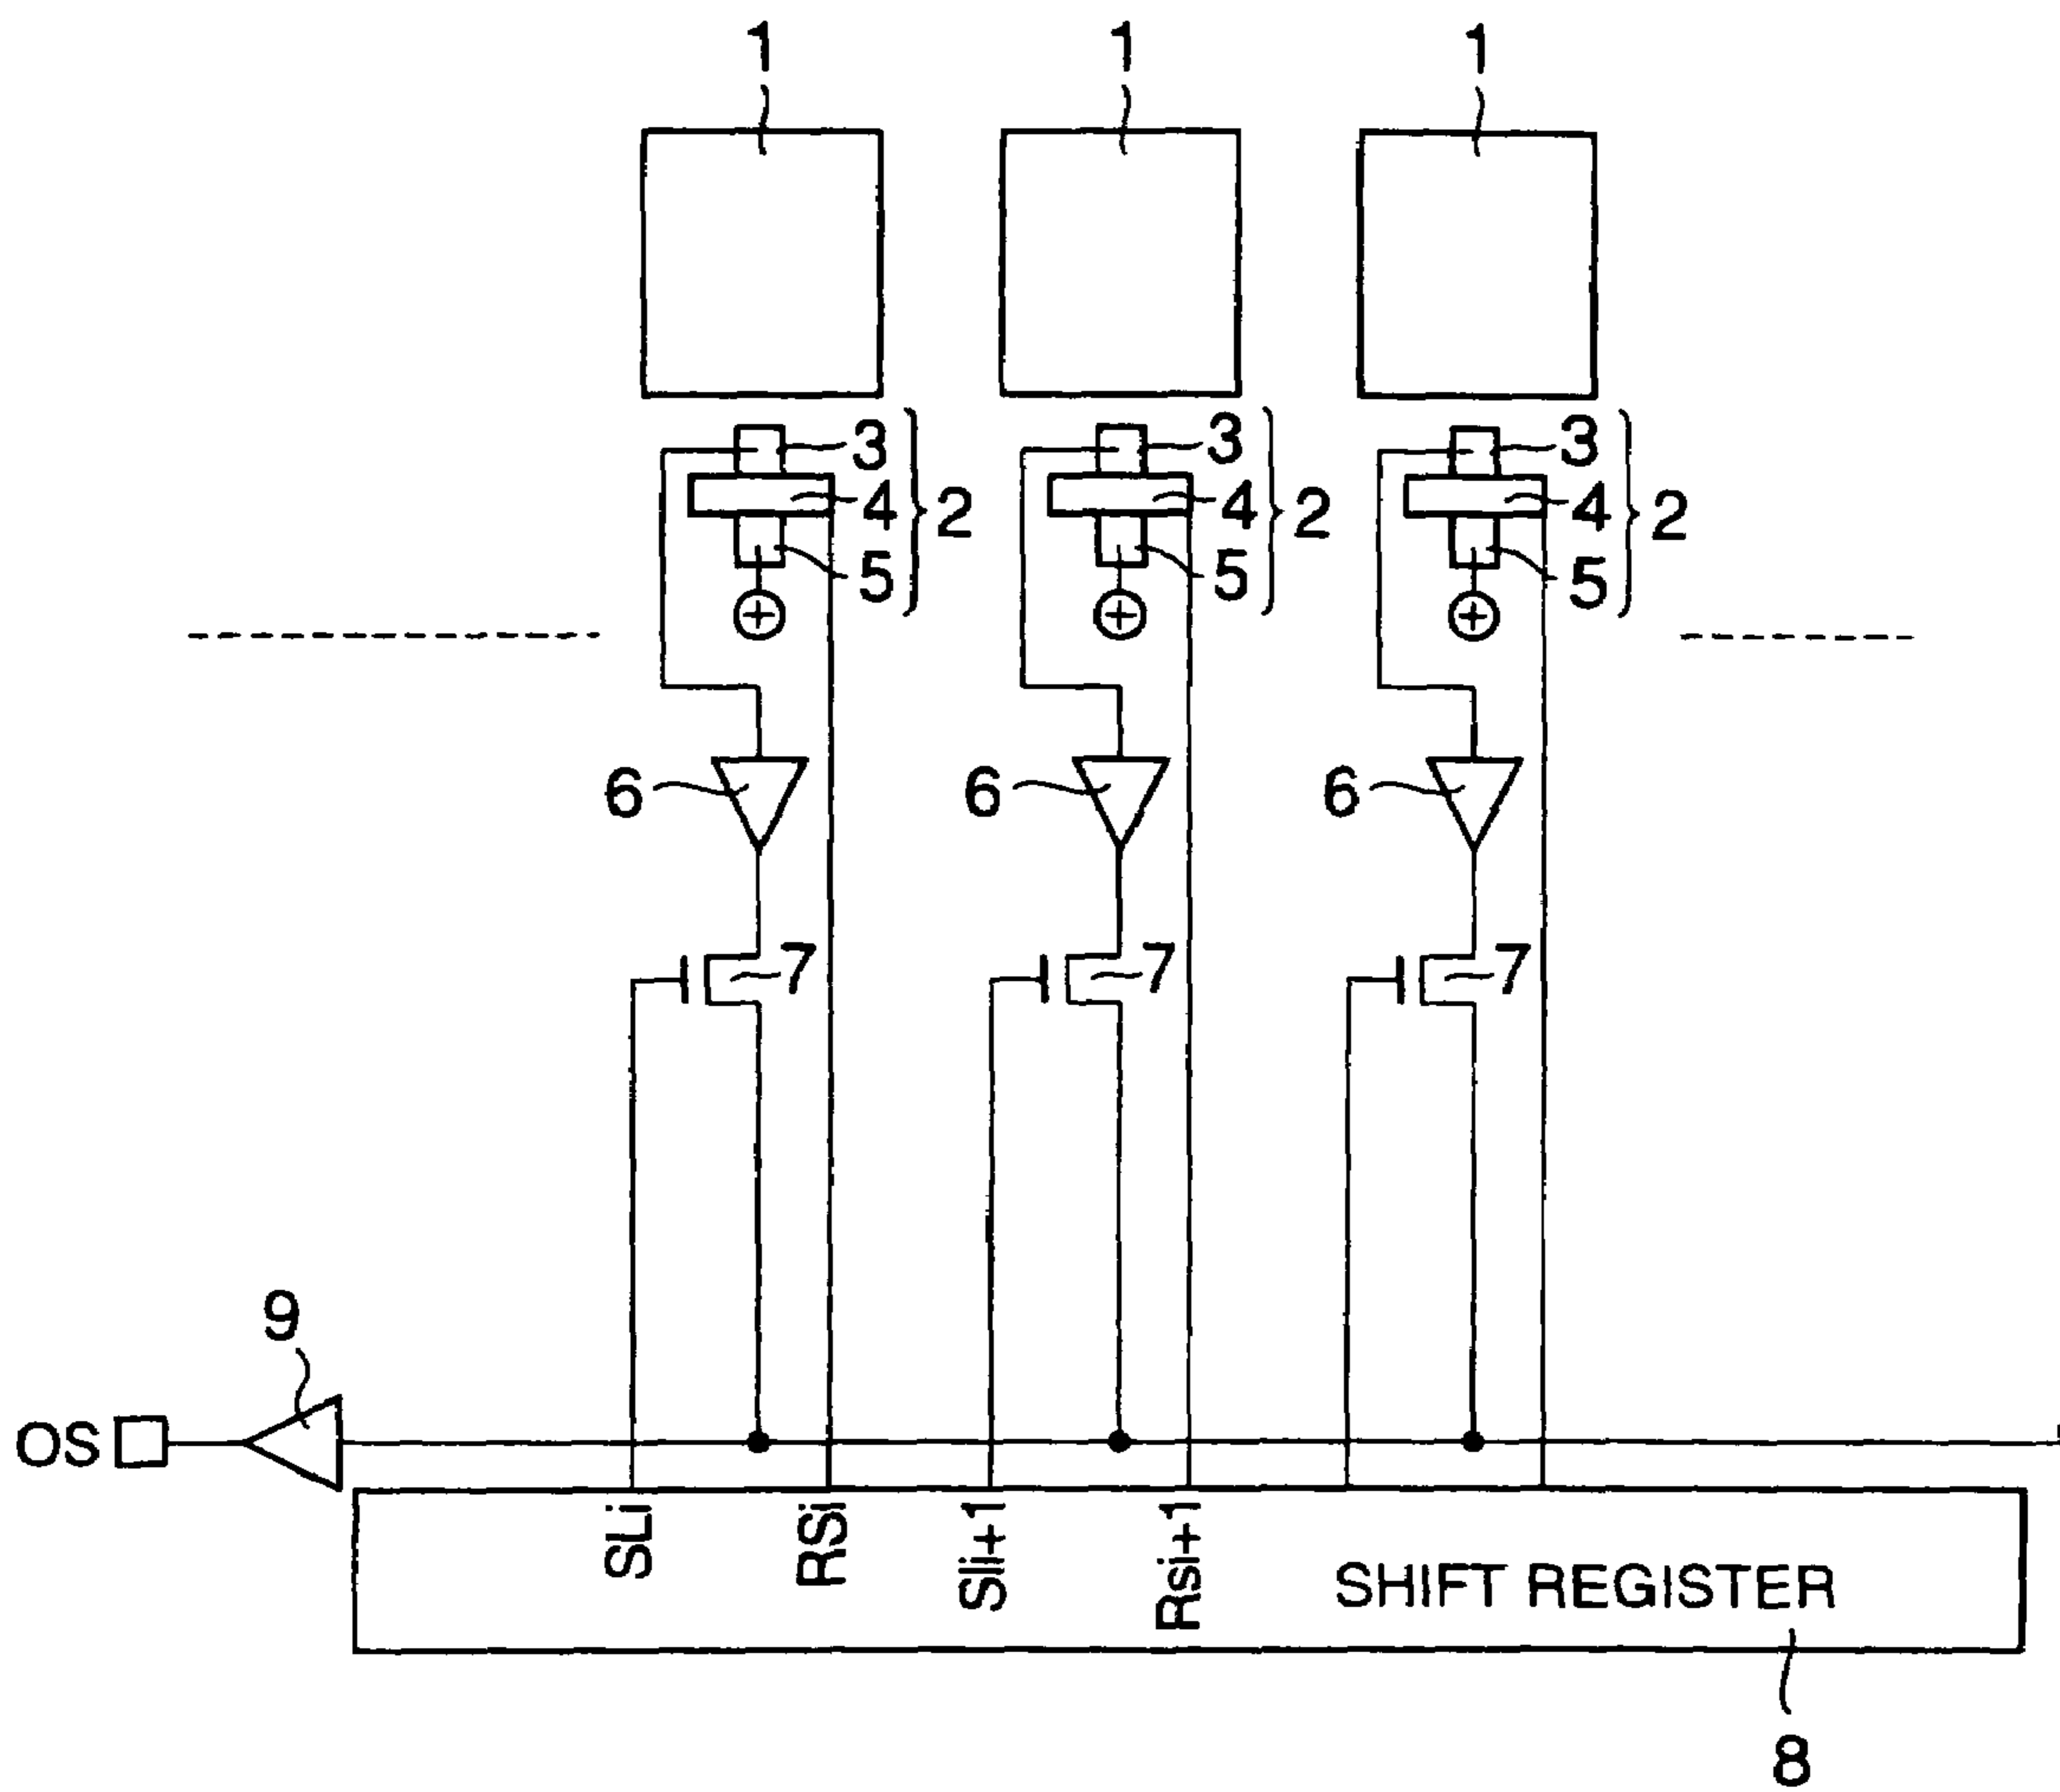 1 1 1
3 3 3
4 2 4 2 4 2
5 5 5
6 6 6
7 7 7
9
OS
SLi RSi Sli+1 Rsi+1
SHIFT REGISTER
8